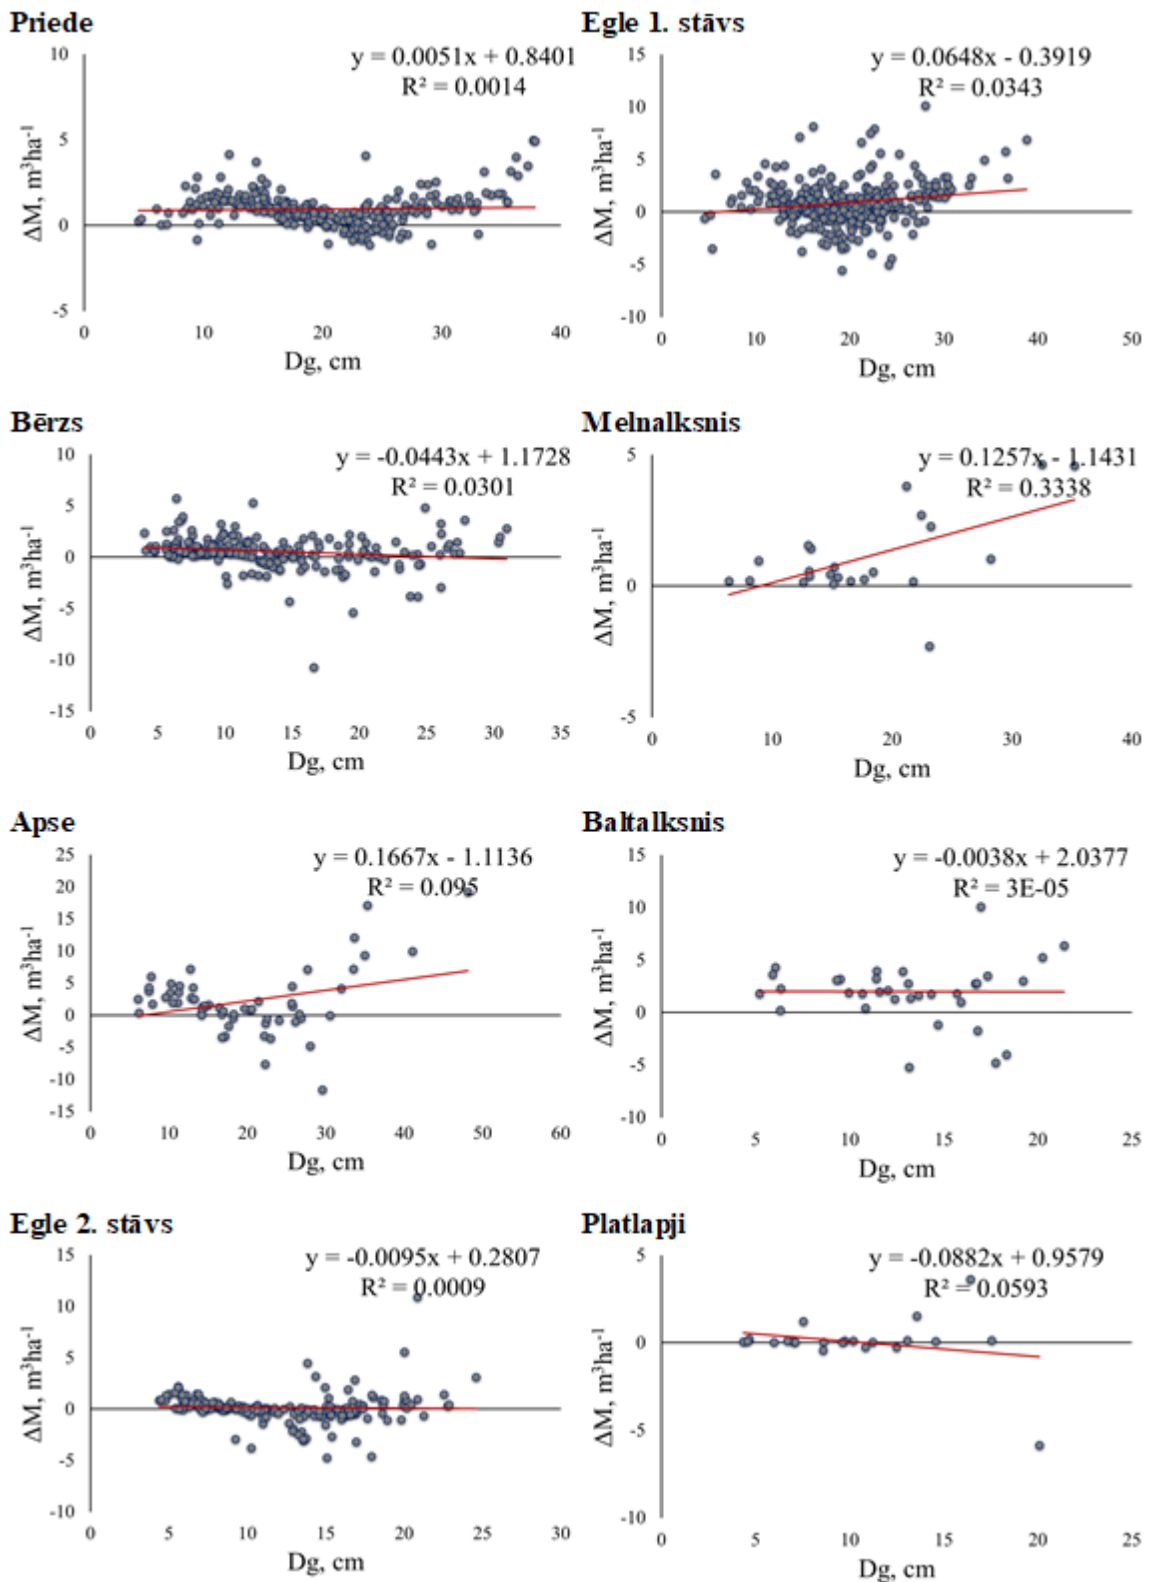 Priede
y = 0.0051x + 0.8401
R² = 0.0014
10
5
0
-5
0 10 20 30 40
ΔM, m³ha⁻¹
Dg, cm
Egle 1. stāvs
y = 0.0648x - 0.3919
R² = 0.0343
15
10
5
0
-5
-10
0 10 20 30 40 50
ΔM, m³ha⁻¹
Dg, cm
Bērzs
y = -0.0443x + 1.1728
R² = 0.0301
10
5
0
-5
-10
-15
0 5 10 15 20 25 30 35
ΔM, m³ha⁻¹
Dg, cm
Melnalksnis
y = 0.1257x - 1.1431
R² = 0.3338
5
0
-5
0 10 20 30 40
ΔM, m³ha⁻¹
Dg, cm
Apse
y = 0.1667x - 1.1136
R² = 0.095
25
20
15
10
5
0
-5
-10
-15
0 10 20 30 40 50 60
ΔM, m³ha⁻¹
Dg, cm
Baltalksnis
y = -0.0038x + 2.0377
R² = 3E-05
15
10
5
0
-5
-10
0 5 10 15 20 25
ΔM, m³ha⁻¹
Dg, cm
Egle 2. stāvs
y = -0.0095x + 0.2807
R² = 0.0009
15
10
5
0
-5
-10
0 5 10 15 20 25 30
ΔM, m³ha⁻¹
Dg, cm
Platlapji
y = -0.0882x + 0.9579
R² = 0.0593
5
0
-5
-10
0 5 10 15 20 25
ΔM, m³ha⁻¹
Dg, cm